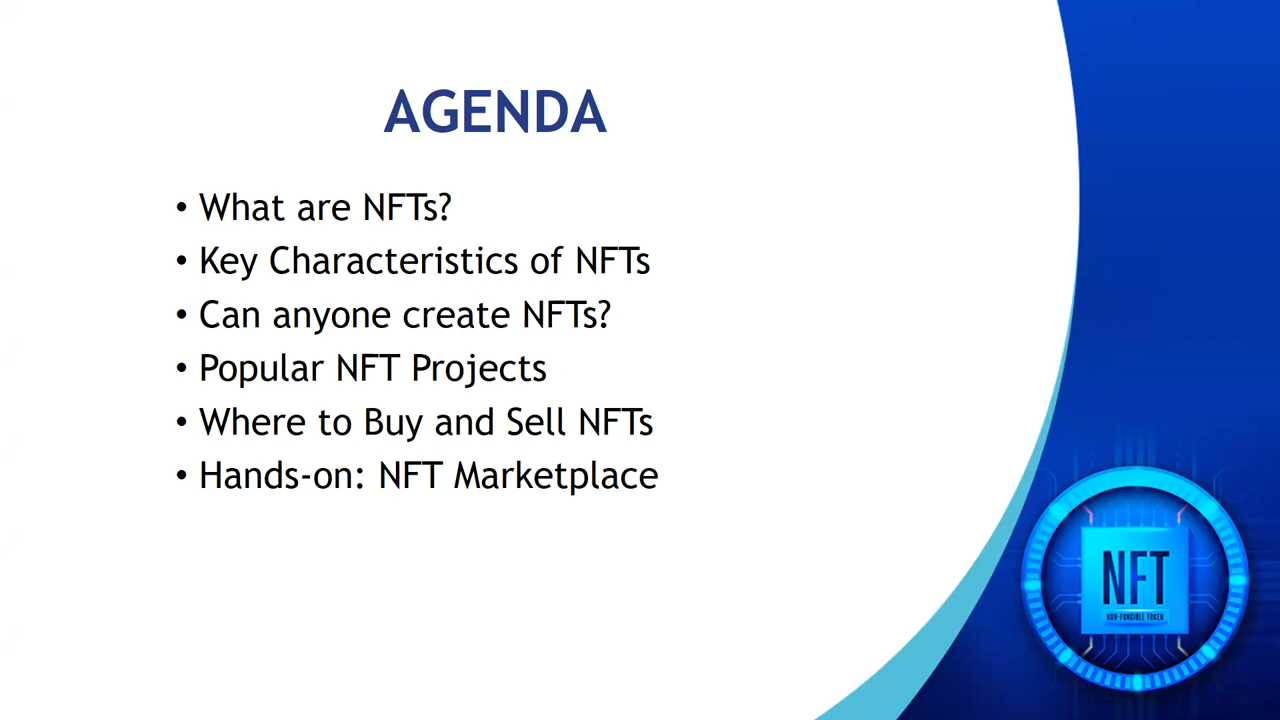 AGENDA
• What are NFTs?
• Key Characteristics of NFTs
• Can anyone create NFTs?
• Popular NFT Projects
• Where to Buy and Sell NFTs
• Hands-on: NFT Marketplace
NFT
NON-FUNGIBLE TOKEN